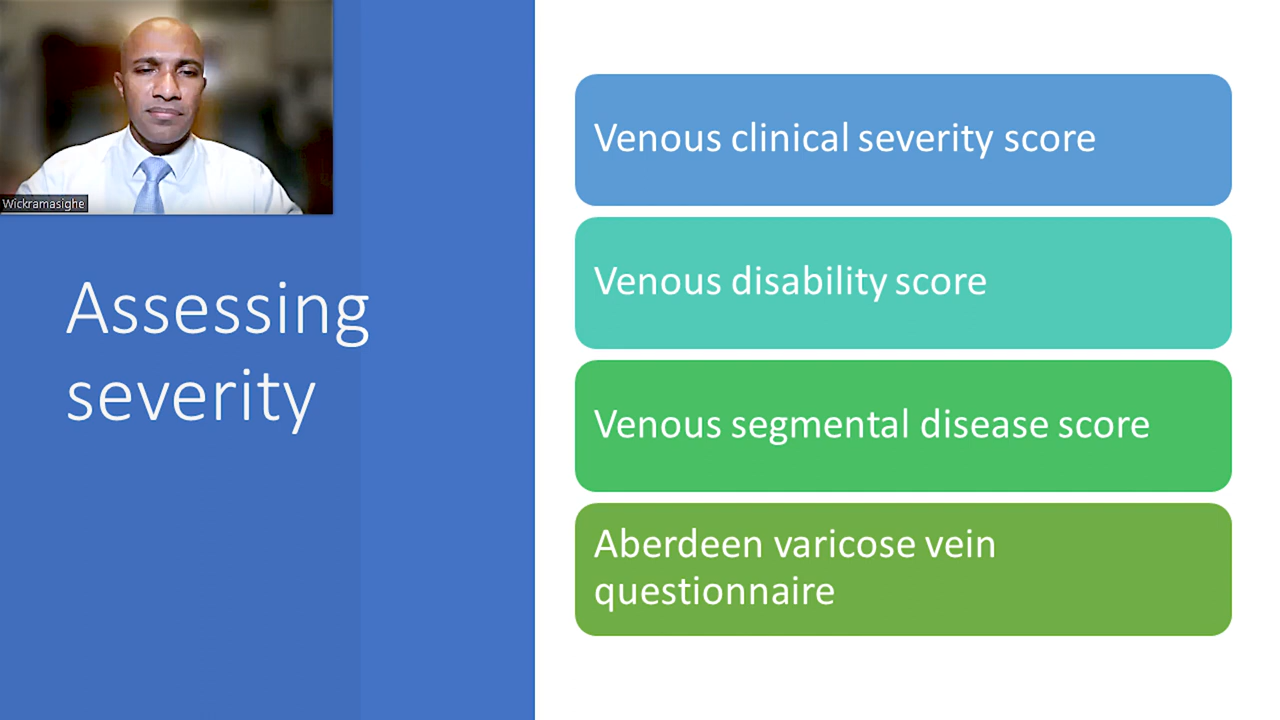 Wickramasighe
Assessing
severity
Venous clinical severity score
Venous disability score
Venous segmental disease score
Aberdeen varicose vein
questionnaire